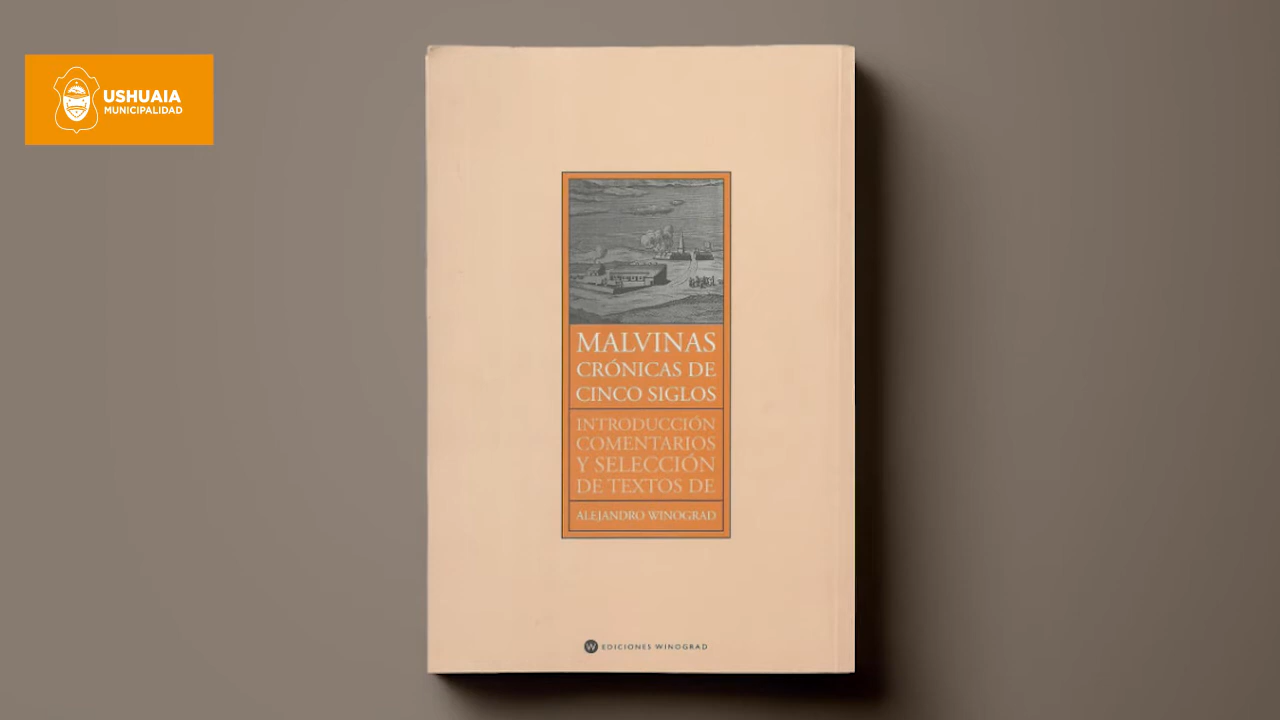 USHUAIA
MUNICIPALIDAD
MALVINAS
CRÓNICAS DE
CINCO SIGLOS
INTRODUCCIÓN
COMENTARIOS
Y SELECCIÓN
DE TEXTOS DE
ALEJANDRO WINOGRAD
W EDICIONES WINOGRAD